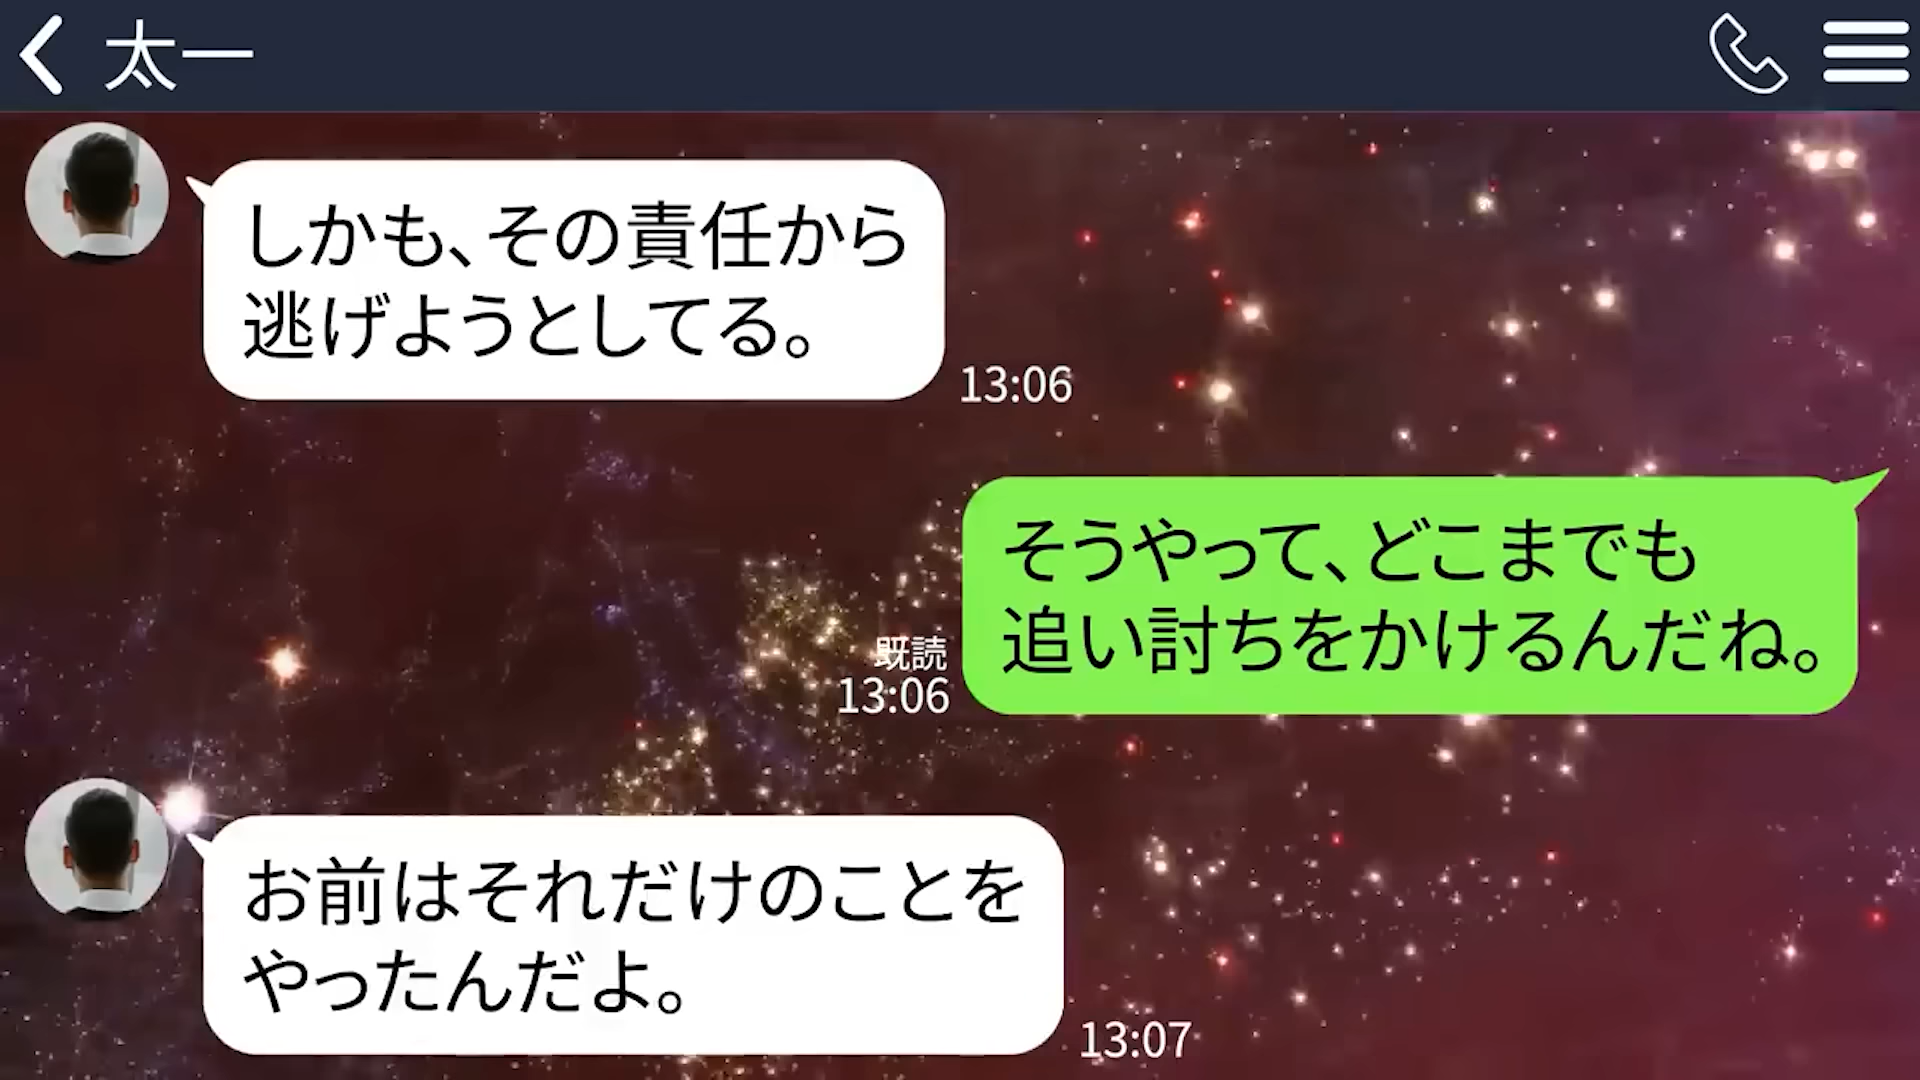 太一
しかも、その責任から
逃げようとしてる。
13:06
そうやって、どこまでも
追い討ちをかけるんだね。
既読
13:06
お前はそれだけのことを
やったんだよ。
13:07